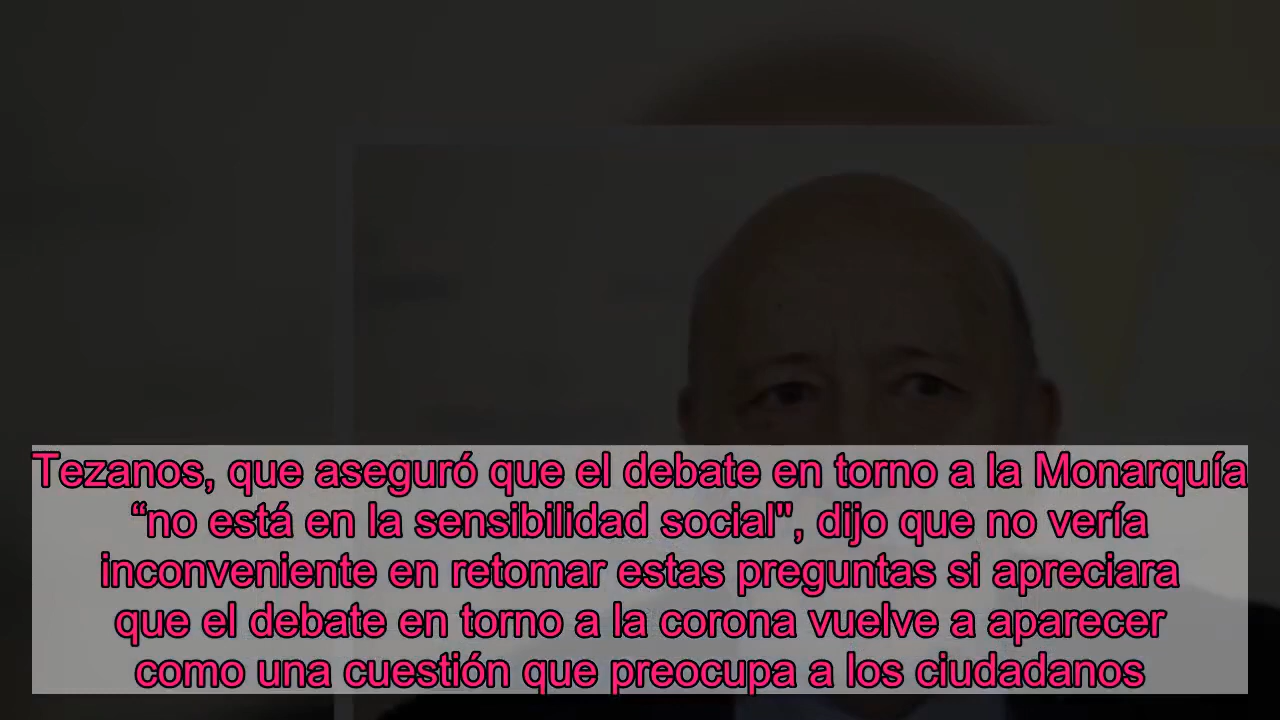 Tezanos, que aseguró que el debate en torno a la Monarquía
“no está en la sensibilidad social", dijo que no vería
inconveniente en retomar estas preguntas si apreciara
que el debate en torno a la corona vuelve a aparecer
como una cuestión que preocupa a los ciudadanos